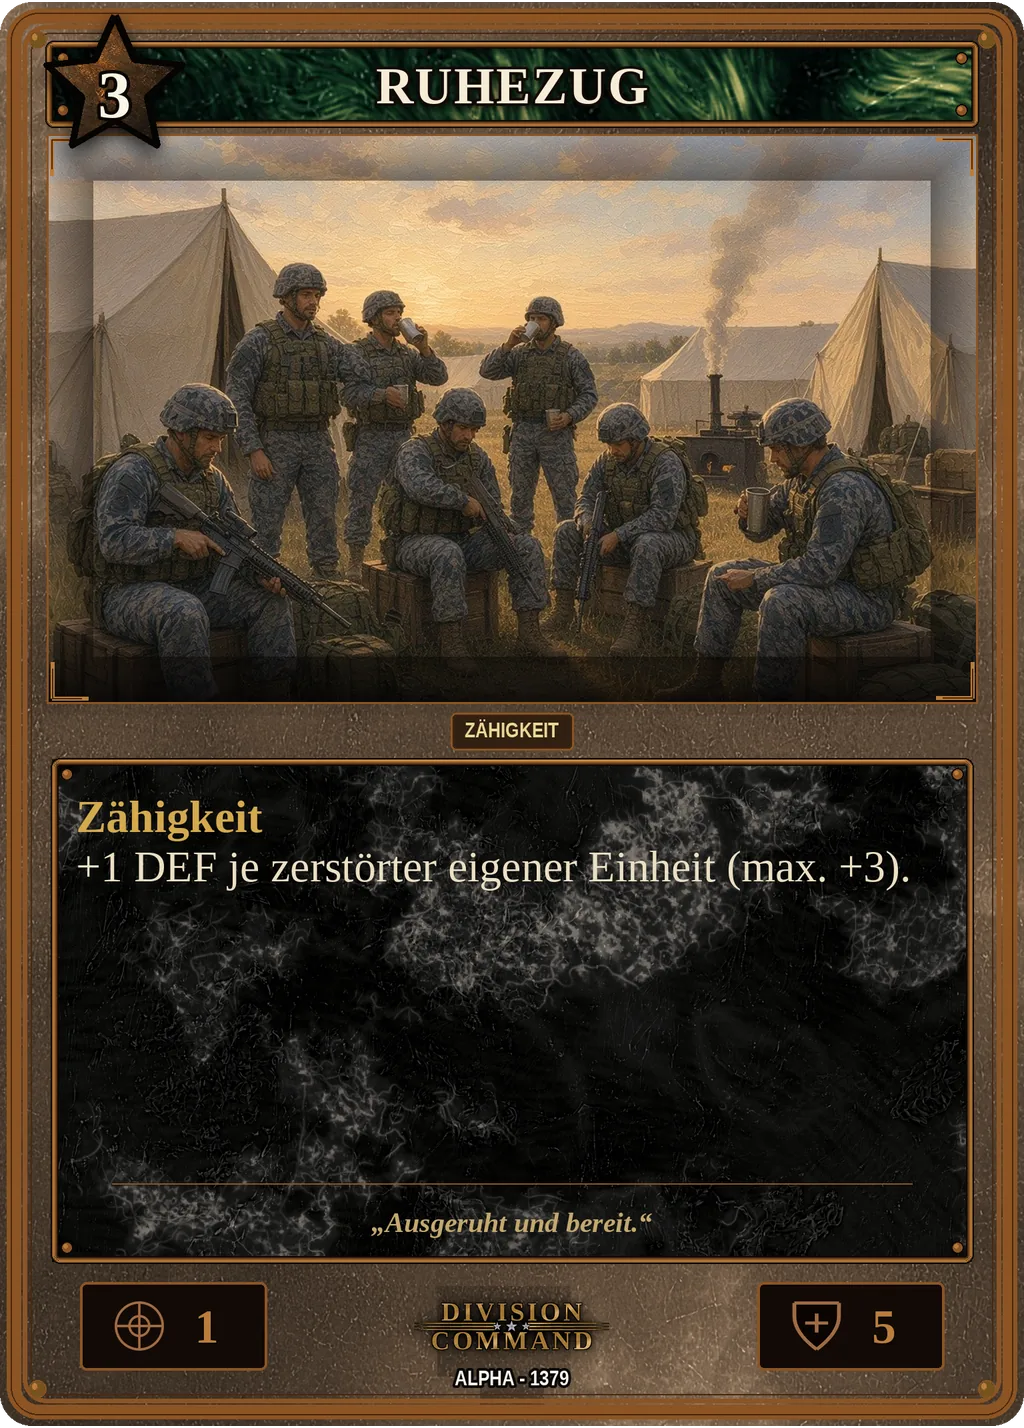 3
RUHEZUG
ZÄHIGKEIT
Zähigkeit
+1 DEF je zerstörter eigener Einheit (max. +3).
„Ausgeruht und bereit.“
1
DIVISION
COMMAND
5
ALPHA - 1379